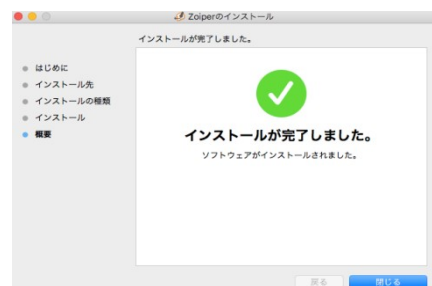 Zoiperのインストール
インストールが完了しました。
はじめに
インストール先
インストールの種類
インストール
概要
インストールが完了しました。
ソフトウェアがインストールされました。
戻る
閉じる